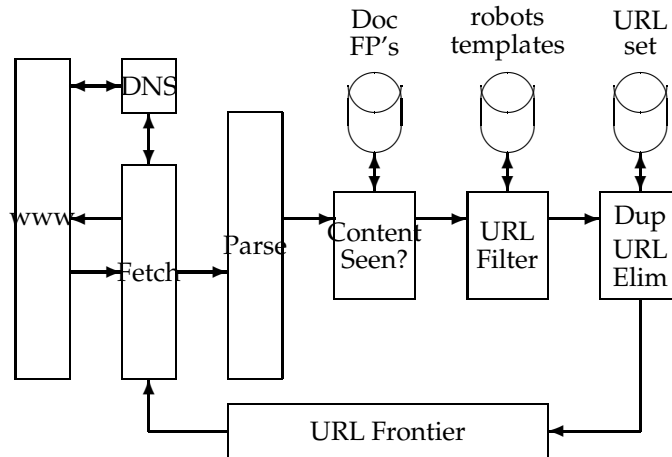 Doc
FP's
robots
templates
URL
set
DNS
www
Fetch
Parse
Content
Seen?
URL
Filter
Dup
URL
Elim
URL Frontier